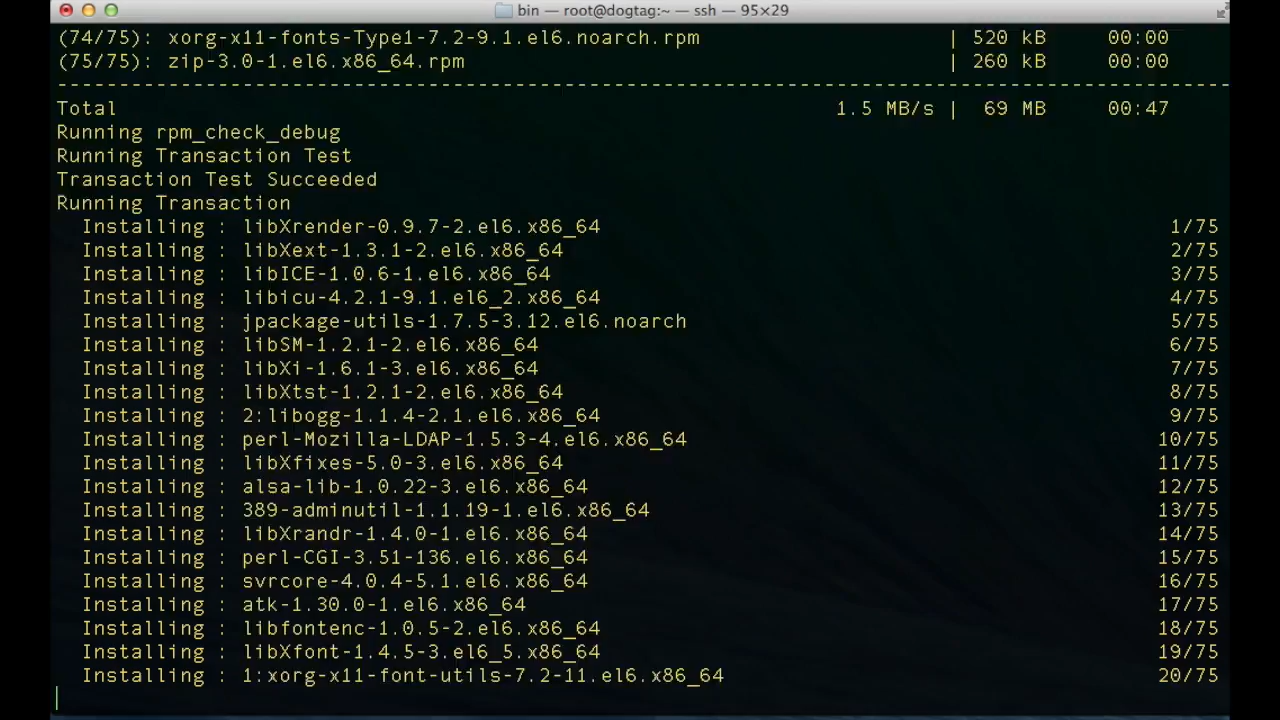 bin — root@dogtag:~ — ssh — 95×29
(74/75): xorg-x11-fonts-Type1-7.2-9.1.el6.noarch.rpm | 520 kB 00:00
(75/75): zip-3.0-1.el6.x86_64.rpm | 260 kB 00:00
-----------------------------------------------------------------------------------------------
Total 1.5 MB/s | 69 MB 00:47
Running rpm_check_debug
Running Transaction Test
Transaction Test Succeeded
Running Transaction
Installing : libXrender-0.9.7-2.el6.x86_64 1/75
Installing : libXext-1.3.1-2.el6.x86_64 2/75
Installing : libICE-1.0.6-1.el6.x86_64 3/75
Installing : libicu-4.2.1-9.1.el6_2.x86_64 4/75
Installing : jpackage-utils-1.7.5-3.12.el6.noarch 5/75
Installing : libSM-1.2.1-2.el6.x86_64 6/75
Installing : libXi-1.6.1-3.el6.x86_64 7/75
Installing : libXtst-1.2.1-2.el6.x86_64 8/75
Installing : 2:libogg-1.1.4-2.1.el6.x86_64 9/75
Installing : perl-Mozilla-LDAP-1.5.3-4.el6.x86_64 10/75
Installing : libXfixes-5.0-3.el6.x86_64 11/75
Installing : alsa-lib-1.0.22-3.el6.x86_64 12/75
Installing : 389-adminutil-1.1.19-1.el6.x86_64 13/75
Installing : libXrandr-1.4.0-1.el6.x86_64 14/75
Installing : perl-CGI-3.51-136.el6.x86_64 15/75
Installing : svrcore-4.0.4-5.1.el6.x86_64 16/75
Installing : atk-1.30.0-1.el6.x86_64 17/75
Installing : libfontenc-1.0.5-2.el6.x86_64 18/75
Installing : libXfont-1.4.5-3.el6_5.x86_64 19/75
Installing : 1:xorg-x11-font-utils-7.2-11.el6.x86_64 20/75